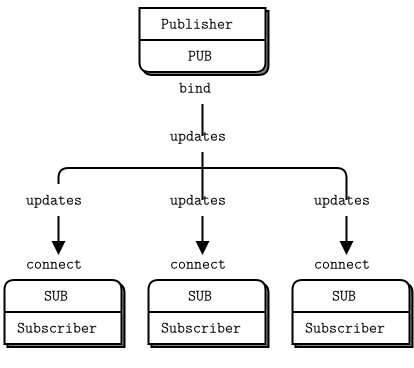 Publisher
PUB
bind
updates
updates updates updates
connect connect connect
SUB SUB SUB
Subscriber Subscriber Subscriber